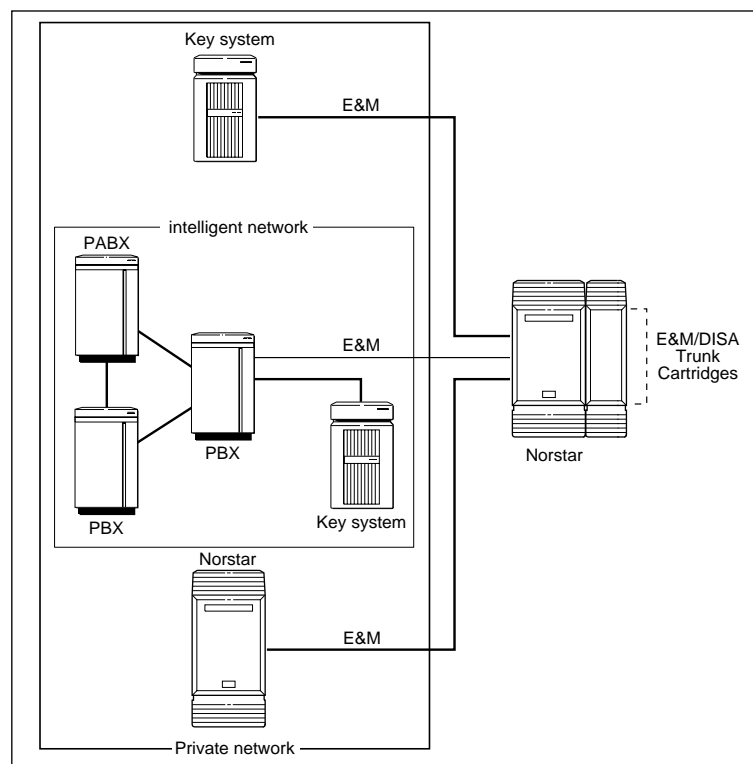 Key system
E&M
intelligent network
PABX
E&M
E&M/DISA
Trunk
Cartridges
PBX
Norstar
PBX
Key system
Norstar
E&M
Private network